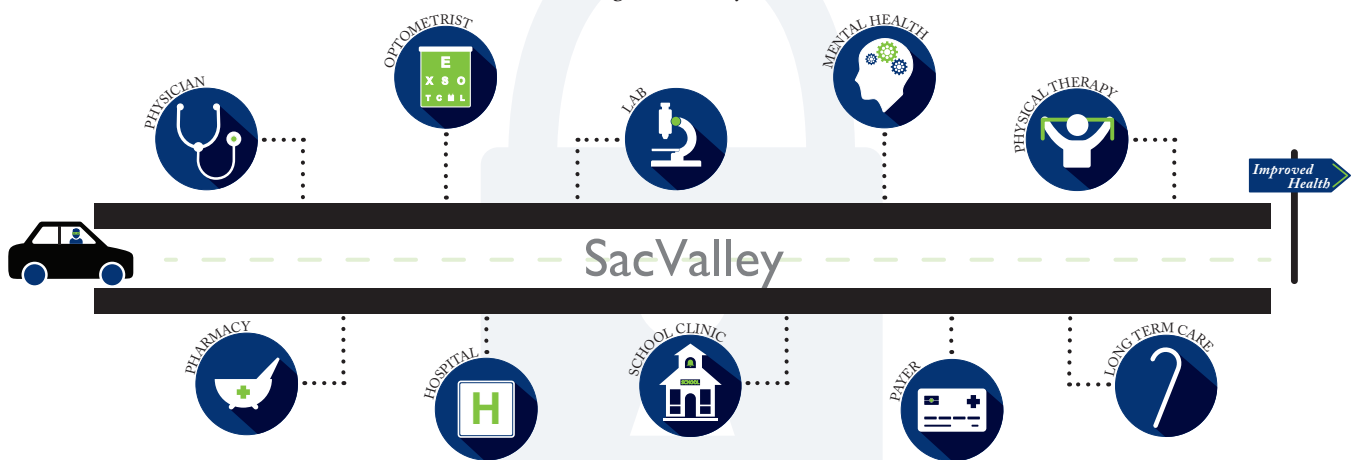 OPTOMETRIST
MENTAL HEALTH
E
X S O
T C M L
PHYSICIAN
LAB
PHYSICAL THERAPY
Improved
Health
SacValley
PHARMACY
HOSPITAL
H
SCHOOL CLINIC
SCHOOL
PAYER
LONG TERM CARE